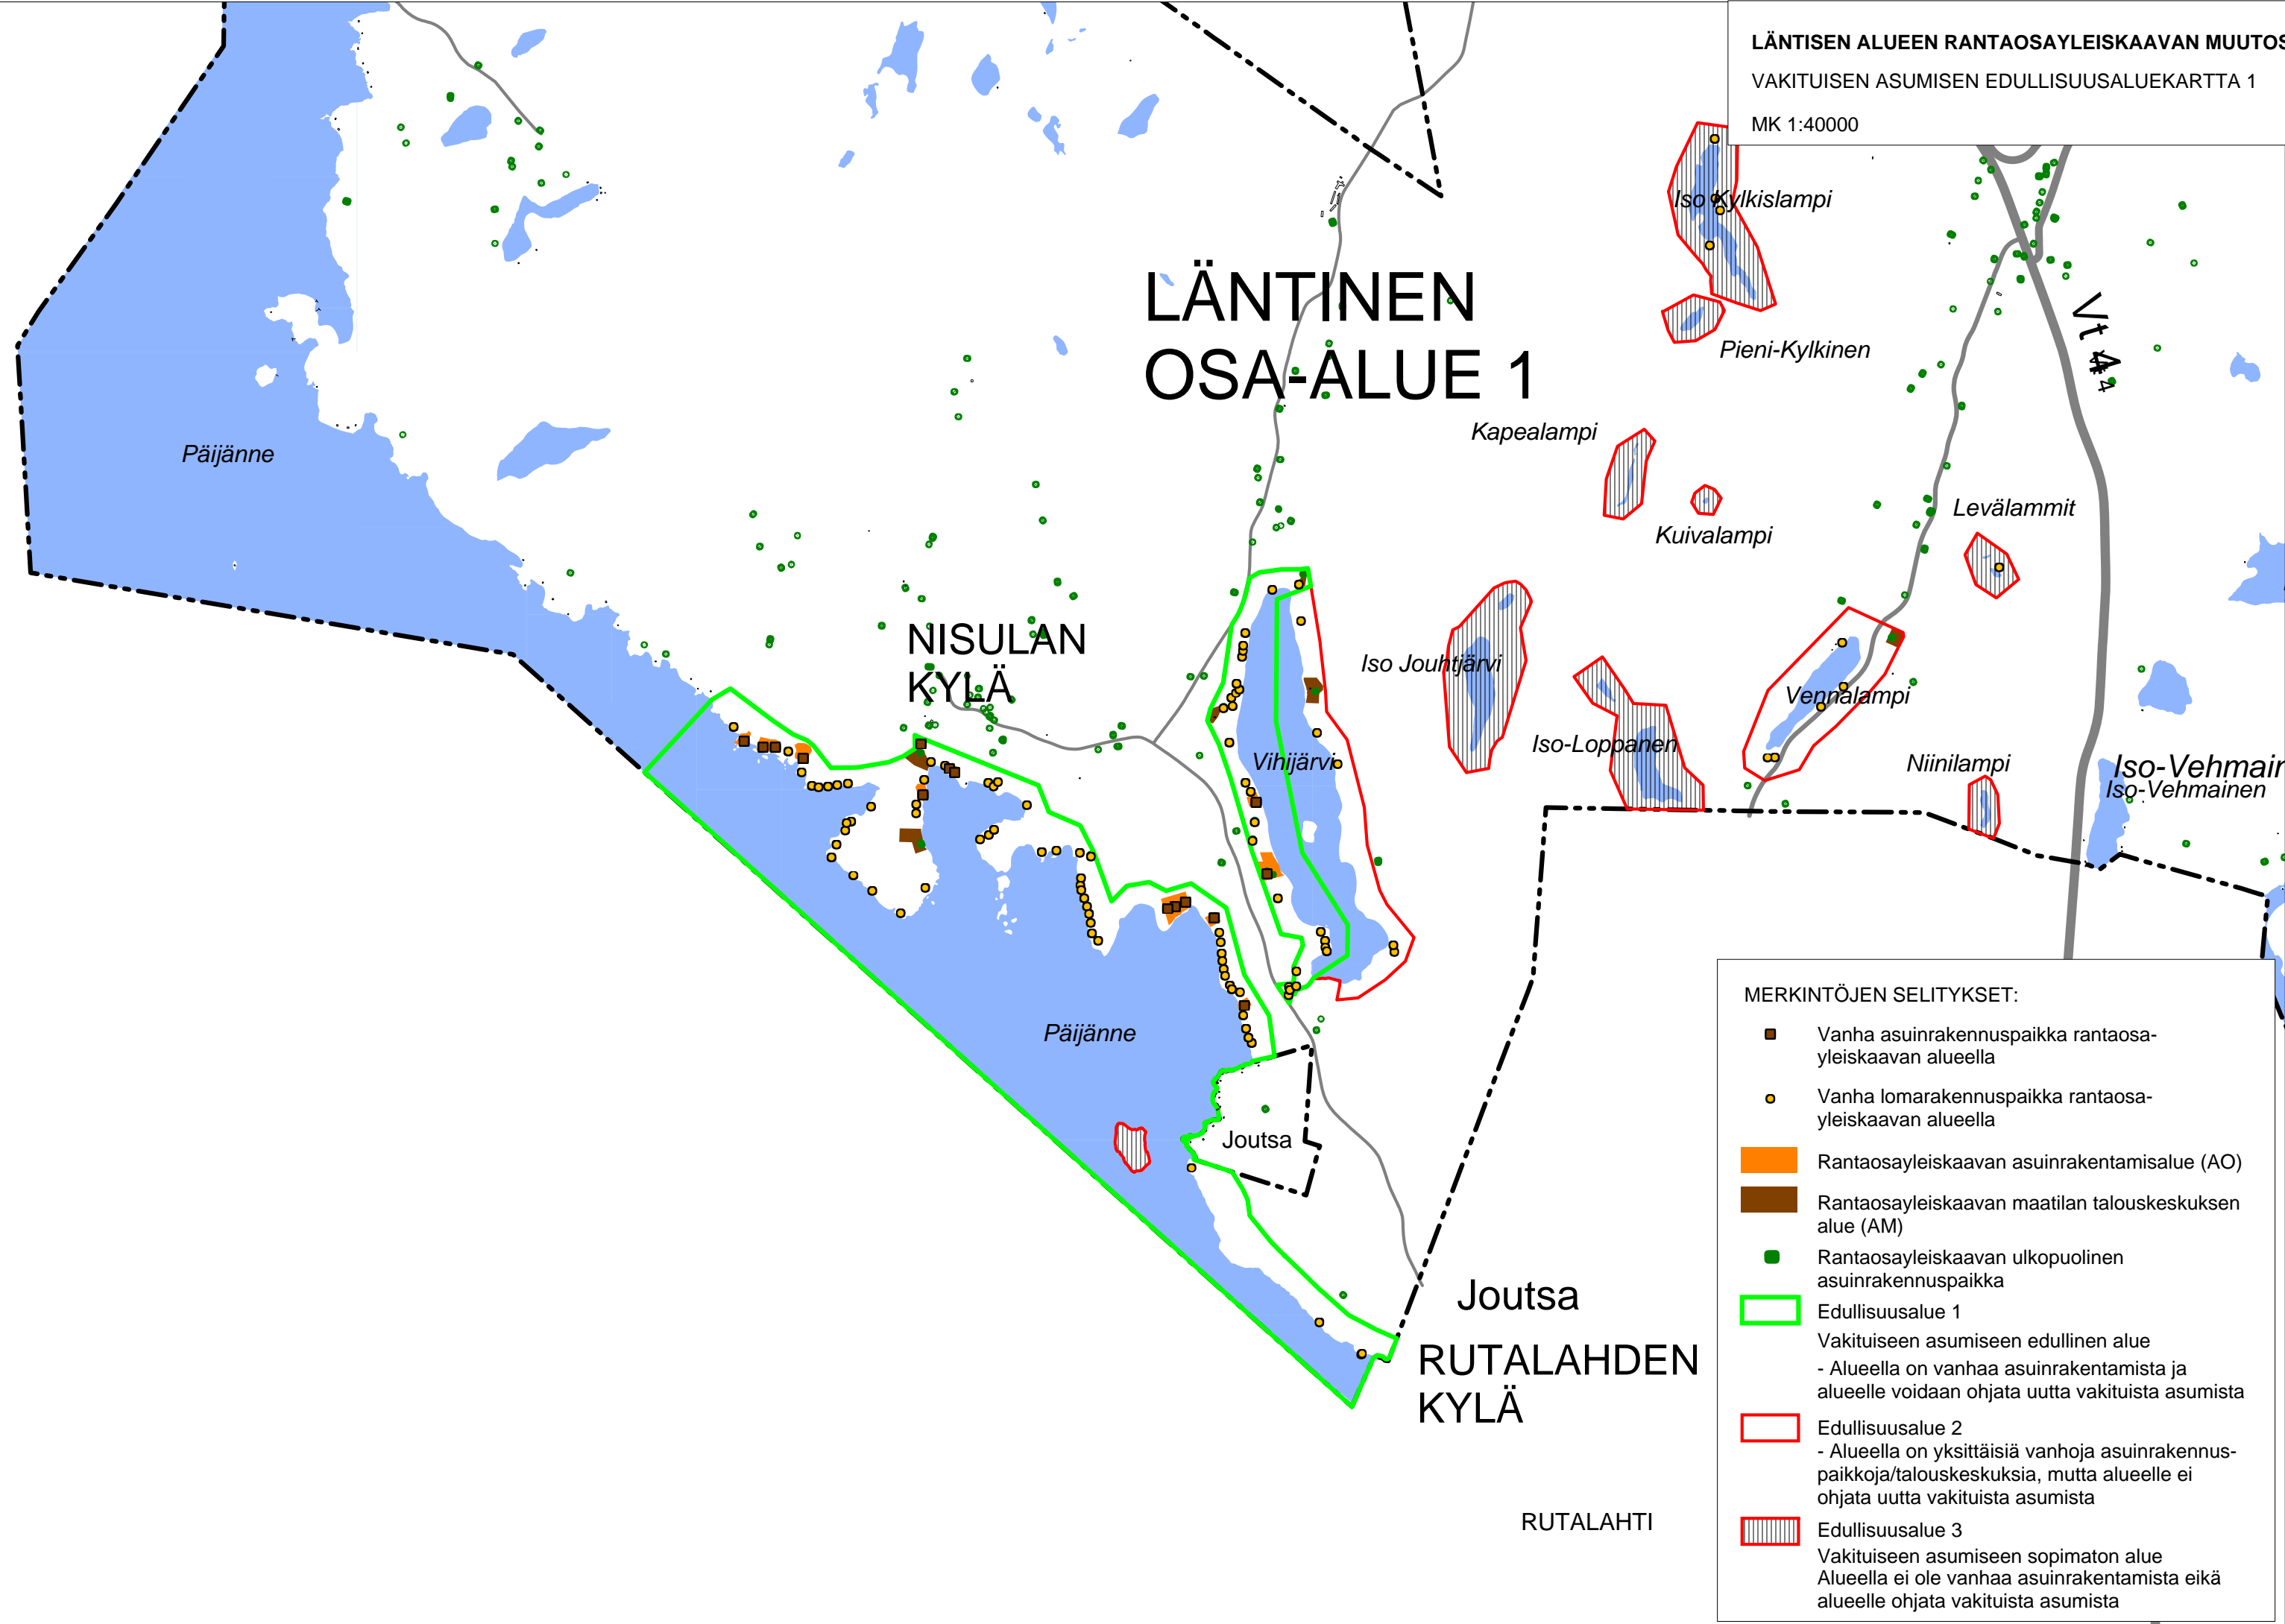 LÄNTISEN ALUEEN RANTAOSAYLEISKAAVAN MUUTOS
VAKITUISEN ASUMISEN EDULLISUUSALUEKARTTA 1
MK 1:40000
Iso Kylkislampi
LÄNTINEN
OSA-ALUE 1
Pieni-Kylkinen
Vt 4
4
4
Päijänne
Kapealampi
Kuivalampi
Levälammit
NISULAN
KYLÄ
Iso Jouhtjärvi
Vennalampi
Iso-Loppanen
Vihijärvi
Niinilampi
Iso-Vehmain
Iso-Vehmainen
Päijänne
Joutsa
Joutsa
RUTALAHDEN
KYLÄ
RUTALAHTI
MERKINTÖJEN SELITYKSET:
Vanha asuinrakennuspaikka rantaosa-
yleiskaavan alueella
Vanha lomarakennuspaikka rantaosa-
yleiskaavan alueella
Rantaosayleiskaavan asuinrakentamisalue (AO)
Rantaosayleiskaavan maatilan talouskeskuksen
alue (AM)
Rantaosayleiskaavan ulkopuolinen
asuinrakennuspaikka
Edullisuusalue 1
Vakituiseen asumiseen edullinen alue
- Alueella on vanhaa asuinrakentamista ja
alueelle voidaan ohjata uutta vakituista asumista
Edullisuusalue 2
- Alueella on yksittäisiä vanhoja asuinrakennus-
paikkoja/talouskeskuksia, mutta alueelle ei
ohjata uutta vakituista asumista
Edullisuusalue 3
Vakituiseen asumiseen sopimaton alue
Alueella ei ole vanhaa asuinrakentamista eikä
alueelle ohjata vakituista asumista